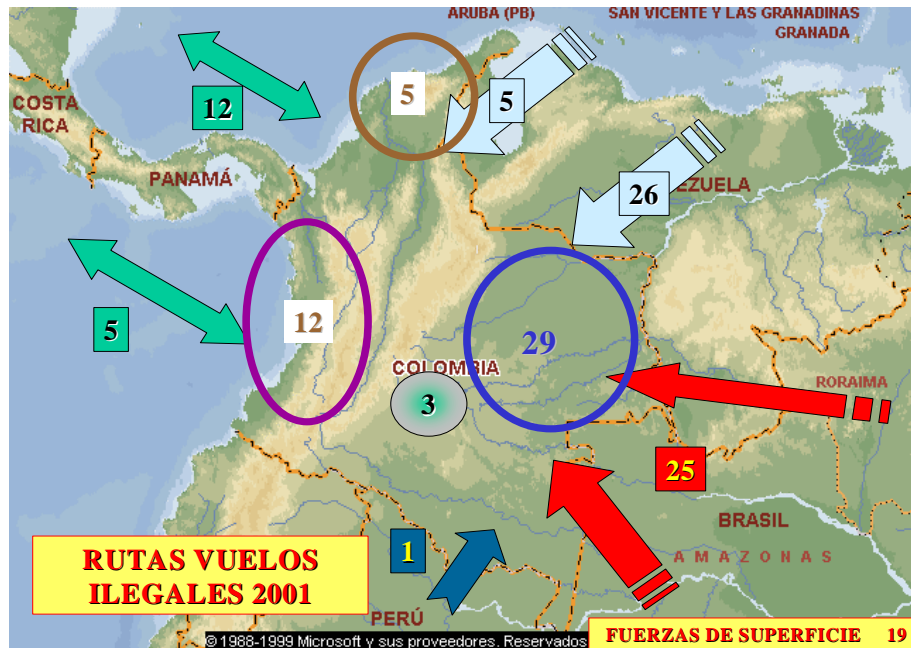 ARUBA (PB)
SAN VICENTE Y LAS GRANADINAS
GRANADA
COSTA
RICA
12
5
5
PANAMÁ
26
EZUELA
5
12
29
COLOMBIA
3
RORAIMA
25
BRASIL
AMAZONAS
1
RUTAS VUELOS
ILEGALES 2001
PERÚ
© 1988-1999 Microsoft y sus proveedores. Reservados
FUERZAS DE SUPERFICIE 19